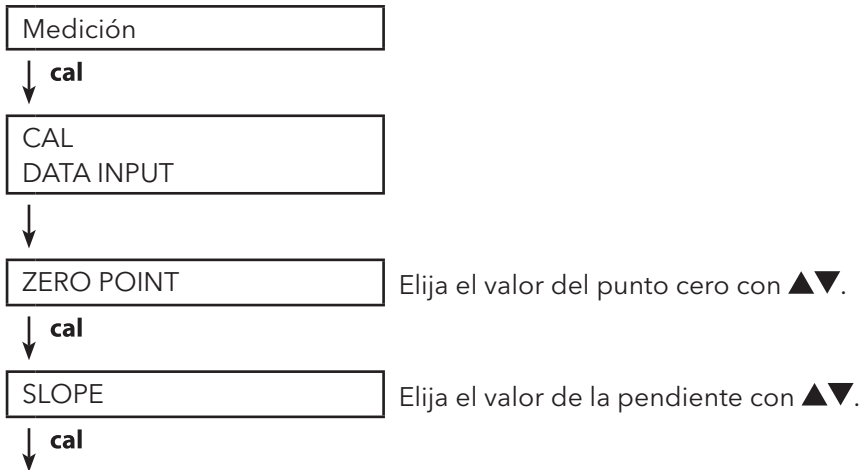 Medición
cal
CAL
DATA INPUT
ZERO POINT
Elija el valor del punto cero con ▲▼.
cal
SLOPE
Elija el valor de la pendiente con ▲▼.
cal